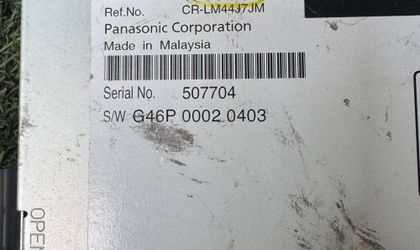 Ref.No. CR-LM44J7JM
Panasonic Corporation
Made in Malaysia
Serial No. 507704
S/W G46P 0002 0403
OPEN